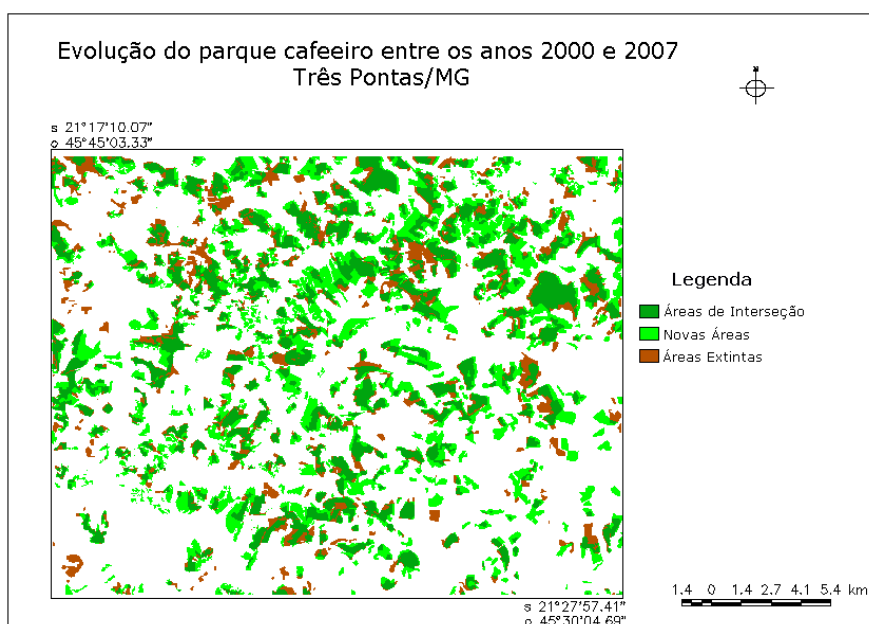 Evolução do parque cafeeiro entre os anos 2000 e 2007
Três Pontas/MG
N
s 21°17'10.07"
o 45°45'03.33"
Legenda
Áreas de Interseção
Novas Áreas
Áreas Extintas
s 21°27'57.41"
o 45°30'04.69"
1.4 0 1.4 2.7 4.1 5.4 km